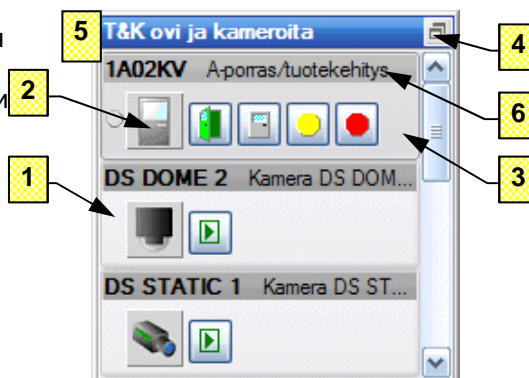 5
T&K ovi ja kameroita
4
1A02KV A-porras/tuotekehitys
2
и
6
3
DS DOME 2 Kamera DS DOM...
1
DS STATIC 1 Kamera DS ST...